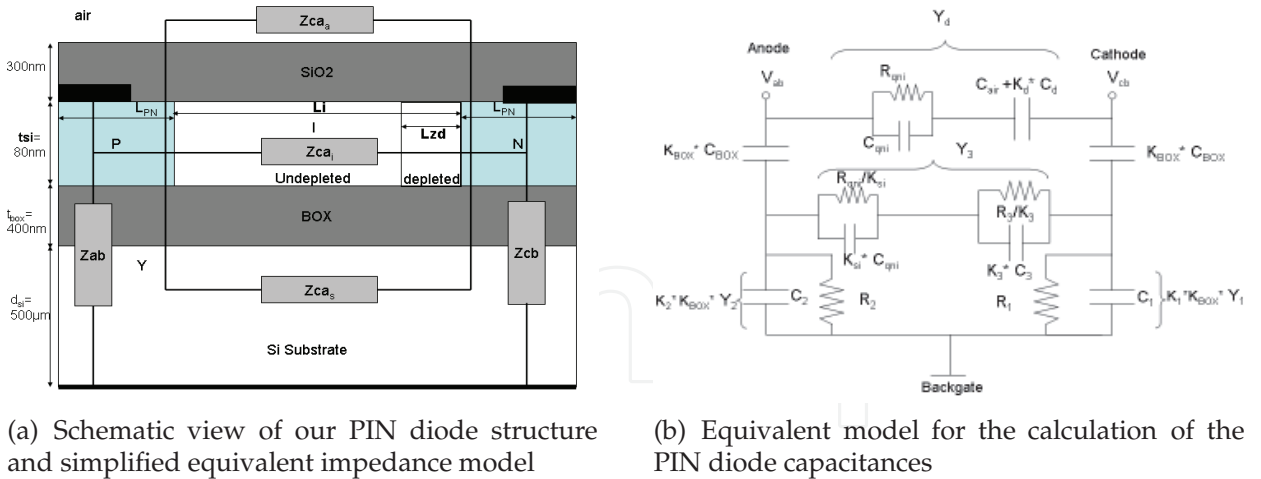 air
Zca_a
300nm
SiO2
L_PN
Li
L_PN
I
Lzd
tsi=
80nm
P
Zca_i
N
Undepleted
depleted
t_box=
400nm
BOX
Zab
Zcb
Y
Zca_s
d_si=
500µm
Si Substrate
(a) Schematic view of our PIN diode structure
and simplified equivalent impedance model
Y_d
Anode
Cathode
V_ab
R_qni
C_air +K_d* C_d
V_cb
C_qni
K_BOX* C_BOX
Y_3
K_BOX* C_BOX
R_qni/K_si
R_3/K_3
K_si* C_qni
K_3* C_3
K_2*K_BOX* Y_2
C_2
R_2
R_1
C_1
K_1*K_BOX* Y_1
Backgate
(b) Equivalent model for the calculation of the
PIN diode capacitances